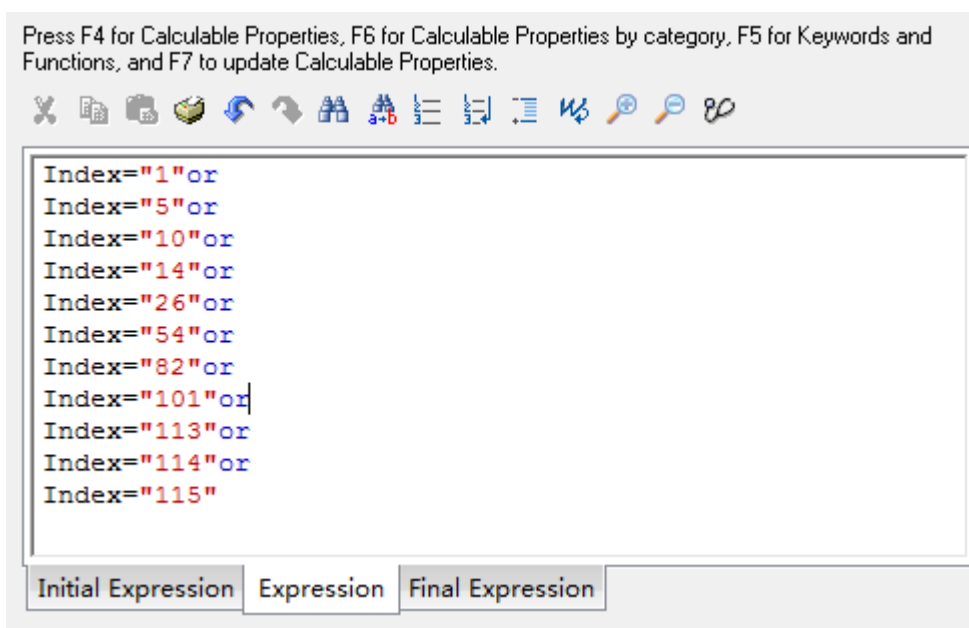 Press F4 for Calculable Properties, F6 for Calculable Properties by category, F5 for Keywords and
Functions, and F7 to update Calculable Properties.
Index="1"or
Index="5"or
Index="10"or
Index="14"or
Index="26"or
Index="54"or
Index="82"or
Index="101"or
Index="113"or
Index="114"or
Index="115"
Initial Expression Expression Final Expression